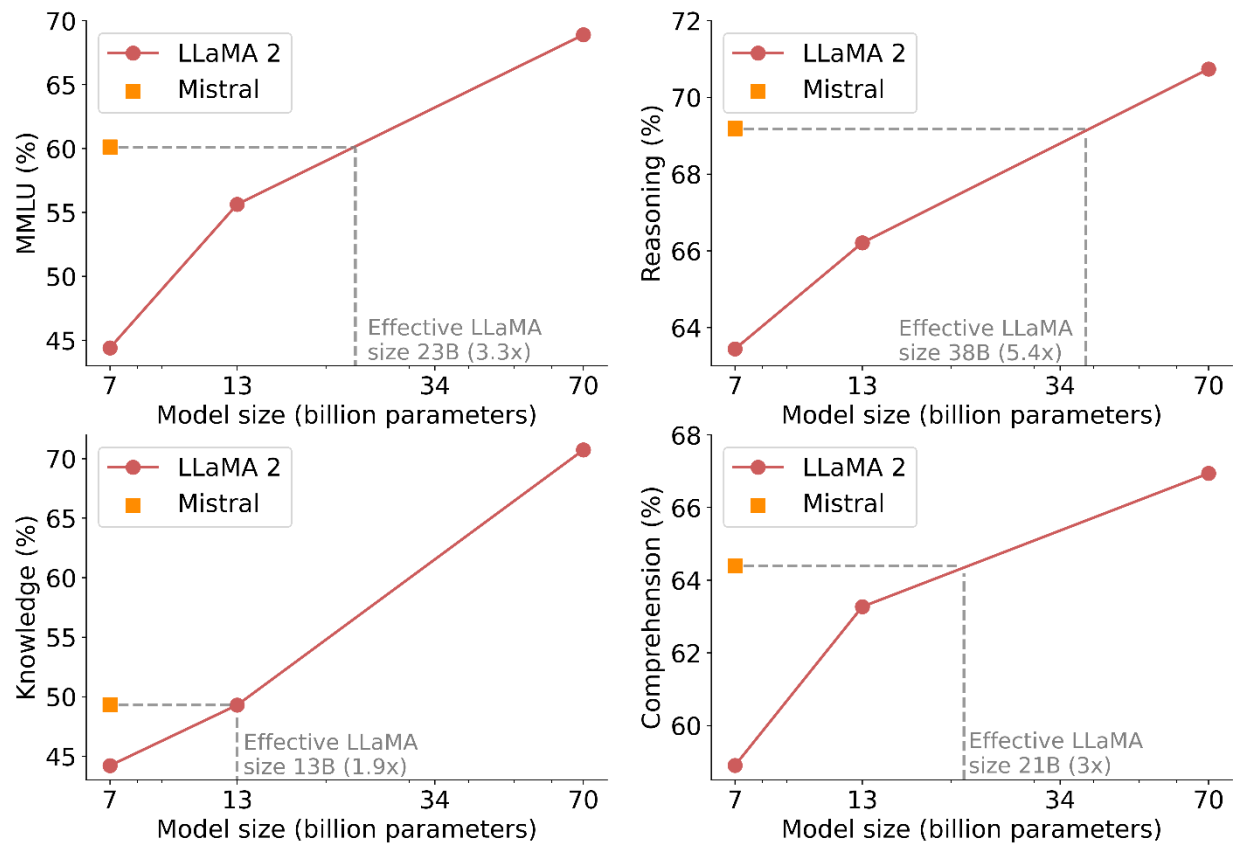 70
65
60
55
50
45
MMLU (%)
LLaMA 2
Mistral
Effective LLaMA
size 23B (3.3x)
7
13
34
70
Model size (billion parameters)
72
70
68
66
64
Reasoning (%)
LLaMA 2
Mistral
Effective LLaMA
size 38B (5.4x)
7
13
34
70
Model size (billion parameters)
70
65
60
55
50
45
Knowledge (%)
LLaMA 2
Mistral
Effective LLaMA
size 13B (1.9x)
7
13
34
70
Model size (billion parameters)
68
66
64
62
60
Comprehension (%)
LLaMA 2
Mistral
Effective LLaMA
size 21B (3x)
7
13
34
70
Model size (billion parameters)